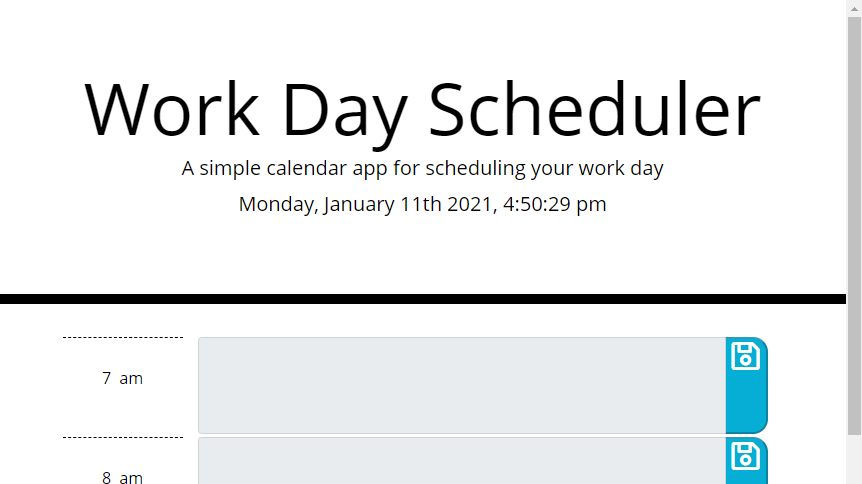 Work Day Scheduler
A simple calendar app for scheduling your work day
Monday, January 11th 2021, 4:50:29 pm
7 am
8 am